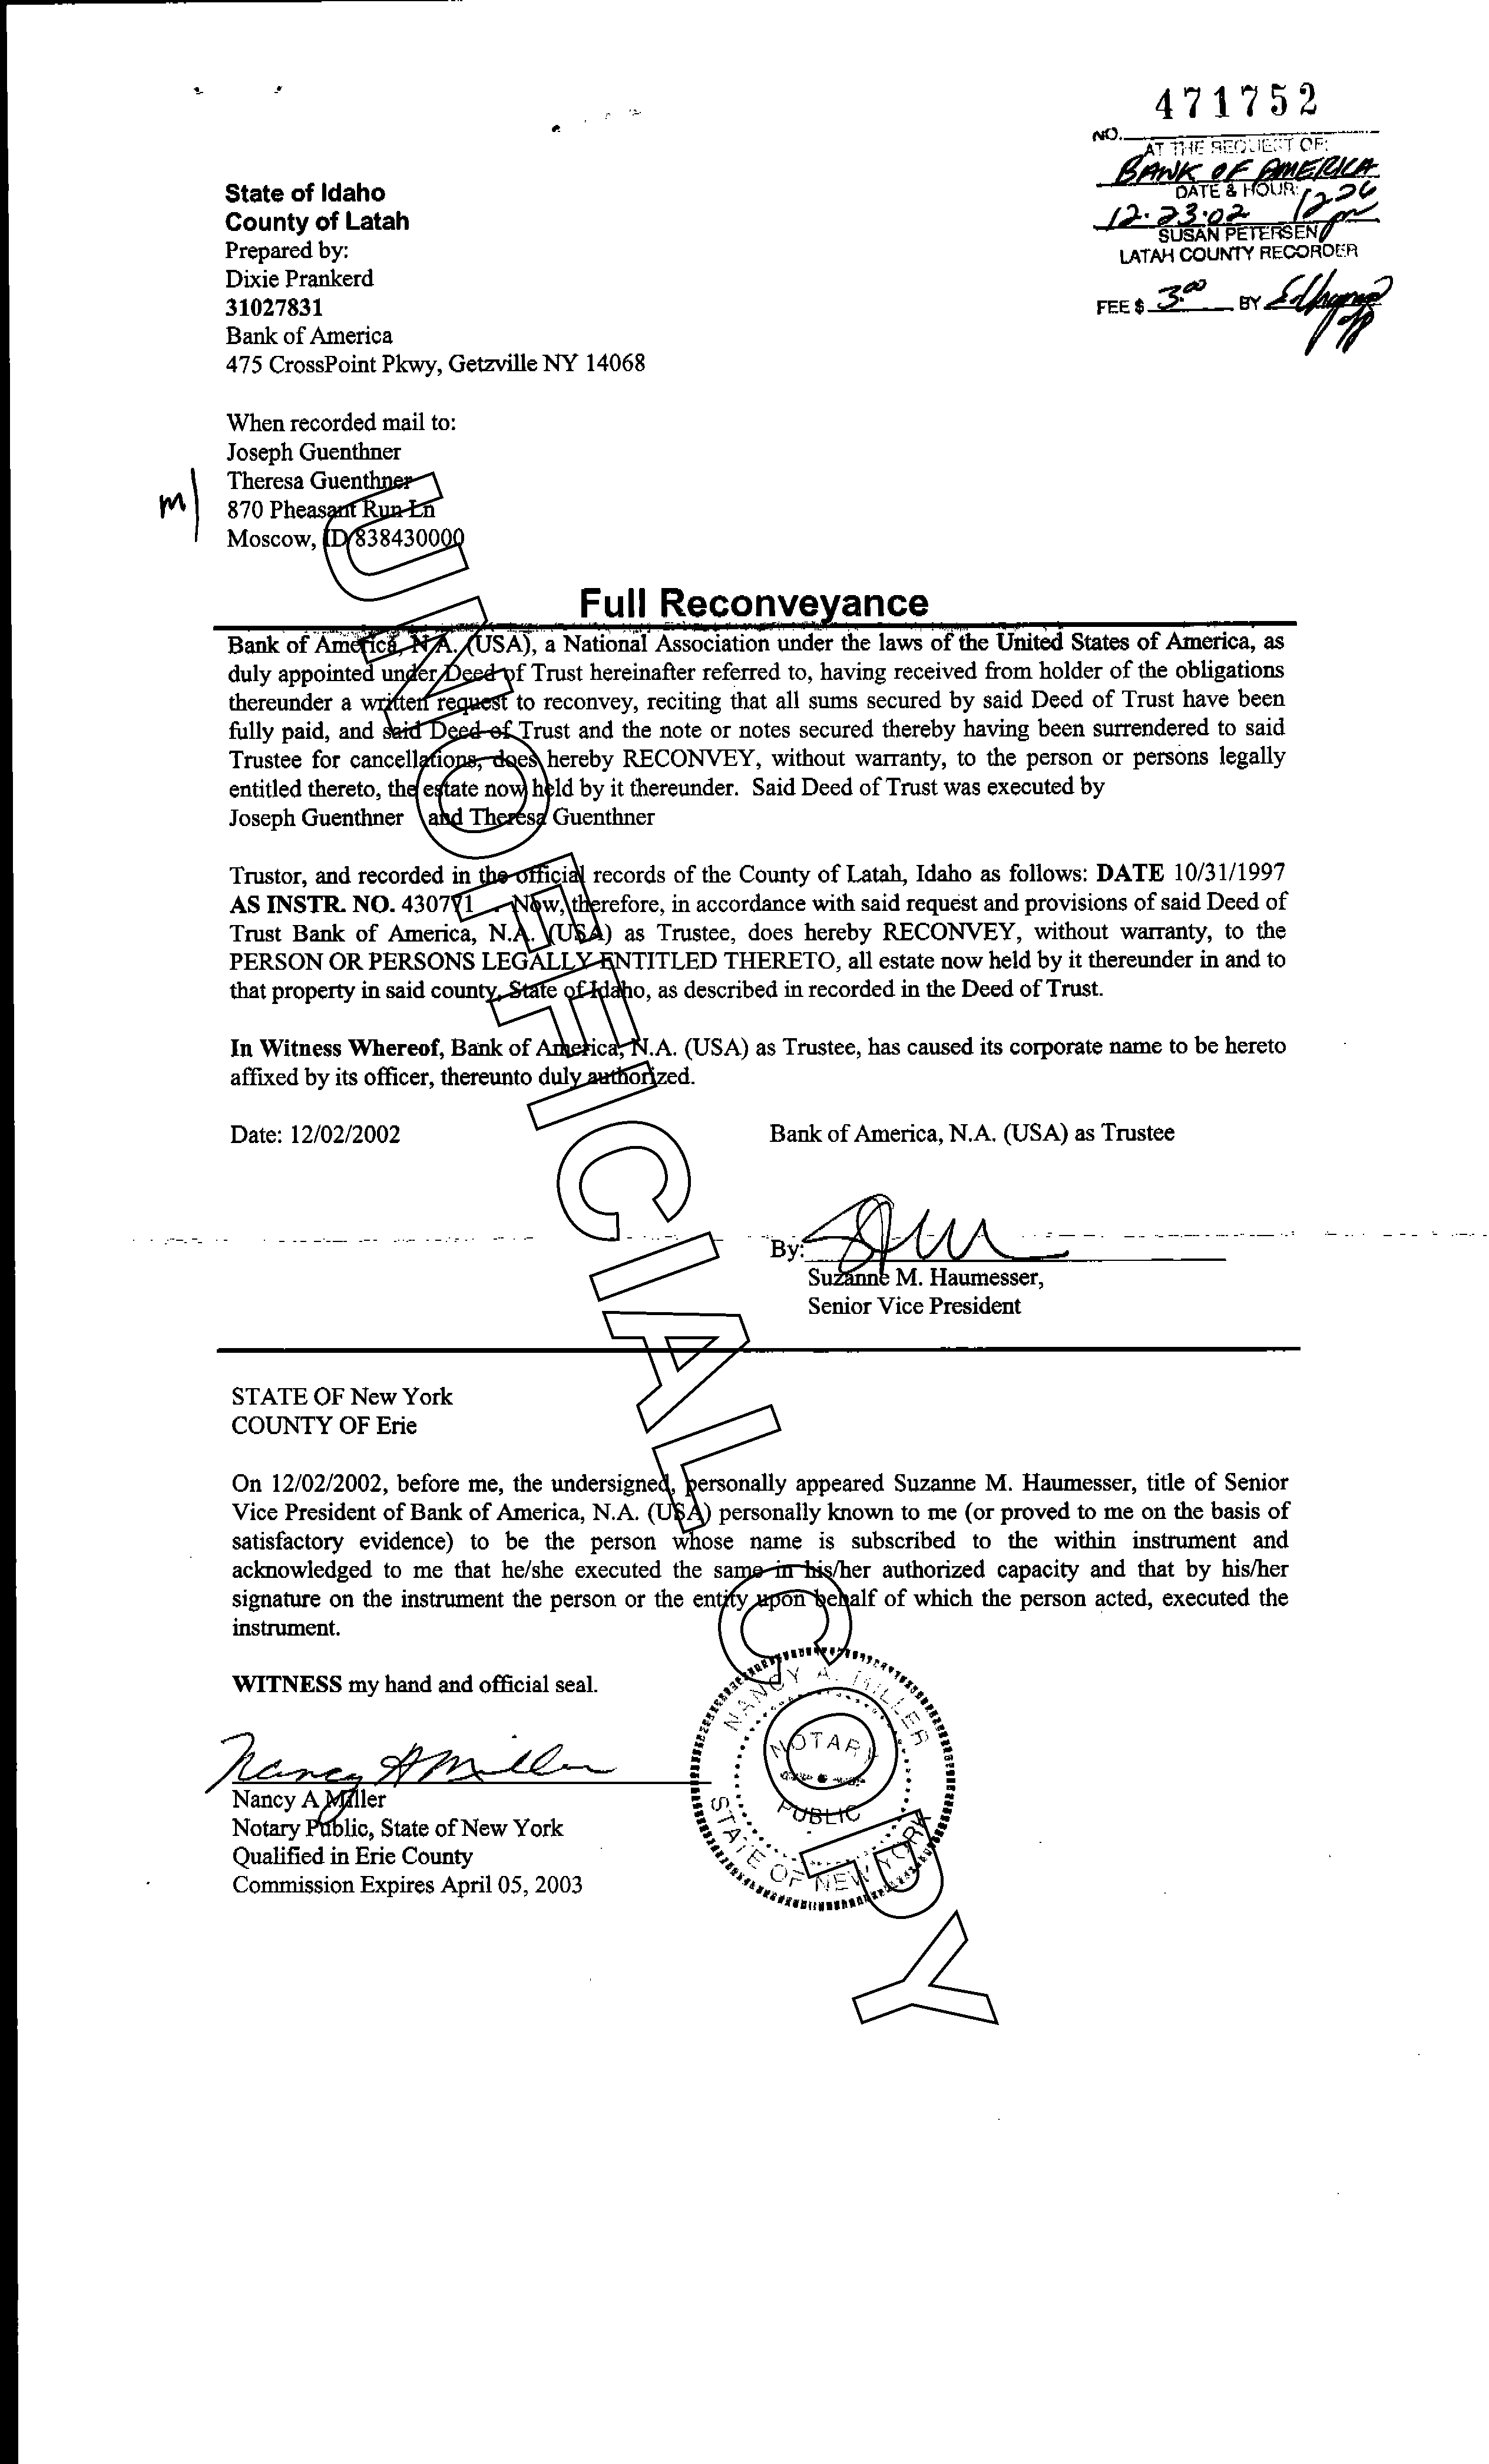 471752
NO.
AT THE REQUEST OF:
BANK OF AMERICA
DATE & HOUR:
12.23.02 12:26 pm
SUSAN PETERSEN
LATAH COUNTY RECORDER
FEE $ 3.00 BY
State of Idaho
County of Latah
Prepared by:
Dixie Prankerd
31027831
Bank of America
475 CrossPoint Pkwy, Getzville NY 14068
When recorded mail to:
Joseph Guenthner
Theresa Guenthner
m
870 Pheasant Run Ln
Moscow, ID 838430000
Full Reconveyance
Bank of America, N.A. (USA), a National Association under the laws of the United States of America, as
duly appointed under Deed of Trust hereinafter referred to, having received from holder of the obligations
thereunder a written request to reconvey, reciting that all sums secured by said Deed of Trust have been
fully paid, and said Deed of Trust and the note or notes secured thereby having been surrendered to said
Trustee for cancellations, does hereby RECONVEY, without warranty, to the person or persons legally
entitled thereto, the estate now held by it thereunder. Said Deed of Trust was executed by
Joseph Guenthner and Theresa Guenthner
Trustor, and recorded in the official records of the County of Latah, Idaho as follows: DATE 10/31/1997
AS INSTR. NO. 430771 . Now, therefore, in accordance with said request and provisions of said Deed of
Trust Bank of America, N.A. (USA) as Trustee, does hereby RECONVEY, without warranty, to the
PERSON OR PERSONS LEGALLY ENTITLED THERETO, all estate now held by it thereunder in and to
that property in said county, State of Idaho, as described in recorded in the Deed of Trust.
In Witness Whereof, Bank of America, N.A. (USA) as Trustee, has caused its corporate name to be hereto
affixed by its officer, thereunto duly authorized.
Date: 12/02/2002 Bank of America, N.A. (USA) as Trustee
By:
Suzanne M. Haumesser,
Senior Vice President
STATE OF New York
COUNTY OF Erie
On 12/02/2002, before me, the undersigned, personally appeared Suzanne M. Haumesser, title of Senior
Vice President of Bank of America, N.A. (USA) personally known to me (or proved to me on the basis of
satisfactory evidence) to be the person whose name is subscribed to the within instrument and
acknowledged to me that he/she executed the same in his/her authorized capacity and that by his/her
signature on the instrument the person or the entity upon behalf of which the person acted, executed the
instrument.
WITNESS my hand and official seal.
Nancy A Miller
Nancy A Miller
Notary Public, State of New York
Qualified in Erie County
Commission Expires April 05, 2003
NANCY A. MILLER
NOTARY
PUBLIC
STATE OF NEW YORK
UNOFFICIAL COPY